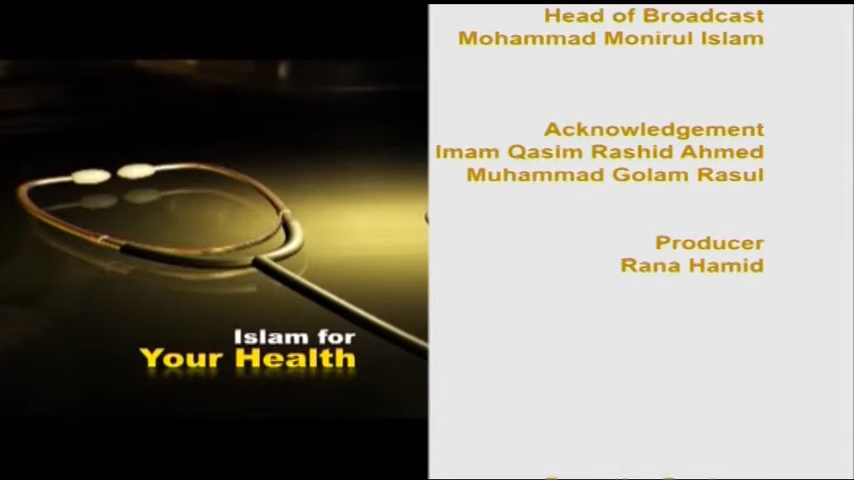 Head of Broadcast
Mohammad Monirul Islam
Acknowledgement
Imam Qasim Rashid Ahmed
Muhammad Golam Rasul
Producer
Rana Hamid
Islam for
Your Health